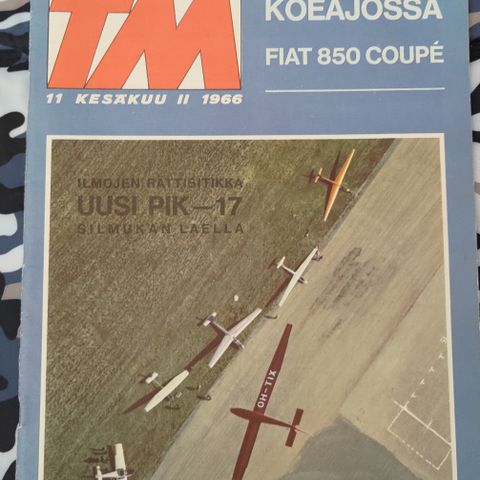 TM
11 KESÄKUU II 1966
KOEAJOSSA
FIAT 850 COUPÉ
ILMOJEN RATTISITIKKA
UUSI PIK—17
SILMUKAN LAELLA
OH-TIX